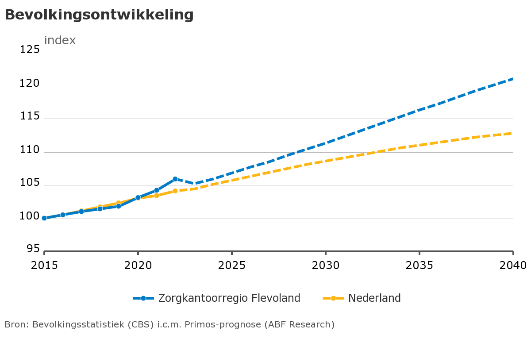 Bevolkingsontwikkeling
index
125
120
115
110
105
100
95
2015
2020
2025
2030
2035
2040
Zorgkantoorregio Flevoland
Nederland
Bron: Bevolkingsstatistiek (CBS) i.c.m. Primos-prognose (ABF Research)